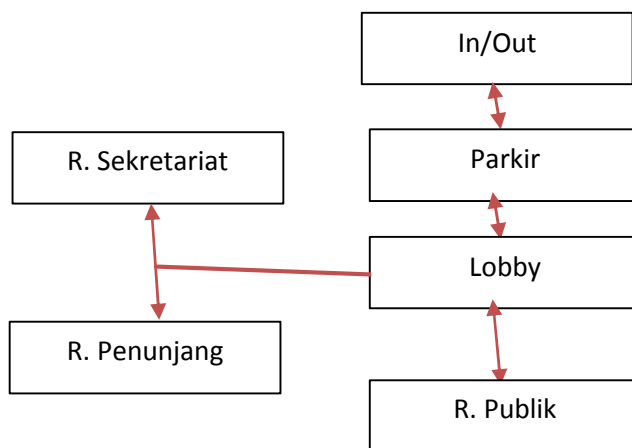 In/Out
Parkir
R. Sekretariat
Lobby
R. Penunjang
R. Publik